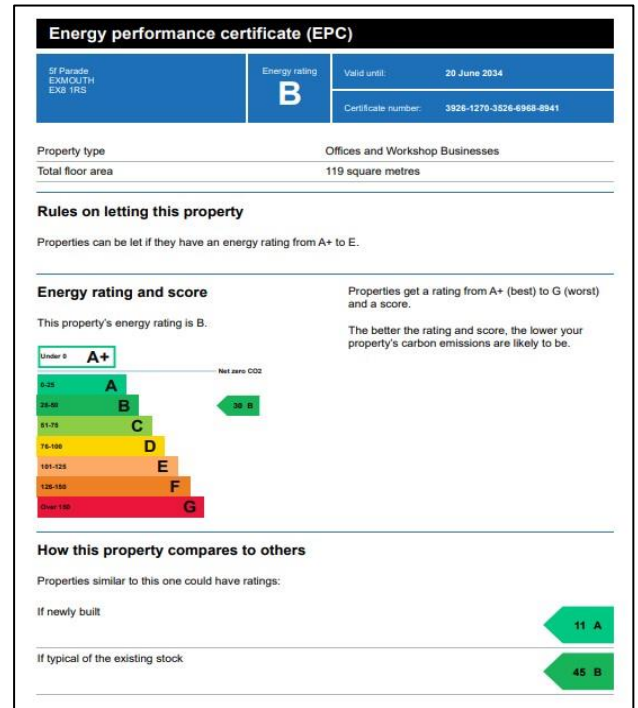 Energy performance certificate (EPC)
5f Parade
EXMOUTH
EX8 1RS
Energy rating
B
Valid until:
20 June 2034
Certificate number:
3926-1270-3526-6968-8941
Property type
Offices and Workshop Businesses
Total floor area
119 square metres
Rules on letting this property
Properties can be let if they have an energy rating from A+ to E.
Energy rating and score
This property's energy rating is B.
Properties get a rating from A+ (best) to G (worst)
and a score.
The better the rating and score, the lower your
property's carbon emissions are likely to be.
Under 0 A+
Net zero CO2
0-25 A
26-50 B
38 B
51-75 C
76-100 D
101-125 E
126-150 F
Over 150 G
How this property compares to others
Properties similar to this one could have ratings:
If newly built
11 A
If typical of the existing stock
45 B